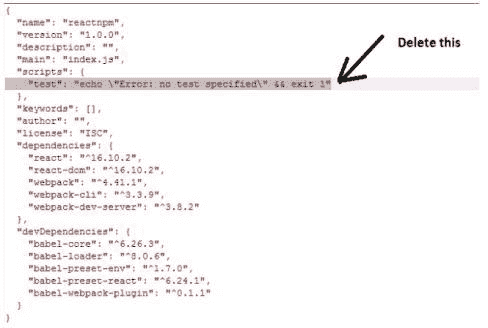 {
"name": "reactnpm",
"version": "1.0.0",
"description": "",
"main": "index.js",
"scripts": {
Delete this
"test": "echo \"Error: no test specified\" && exit 1"
},
"keywords": [],
"author": "",
"license": "ISC",
"dependencies": {
"react": "^16.10.2",
"react-dom": "^16.10.2",
"webpack": "^4.41.1",
"webpack-cli": "^3.3.9",
"webpack-dev-server": "^3.8.2"
},
"devDependencies": {
"babel-core": "^6.26.3",
"babel-loader": "^8.0.6",
"babel-preset-env": "^1.7.0",
"babel-preset-react": "^6.24.1",
"babel-webpack-plugin": "^0.1.1"
}
}